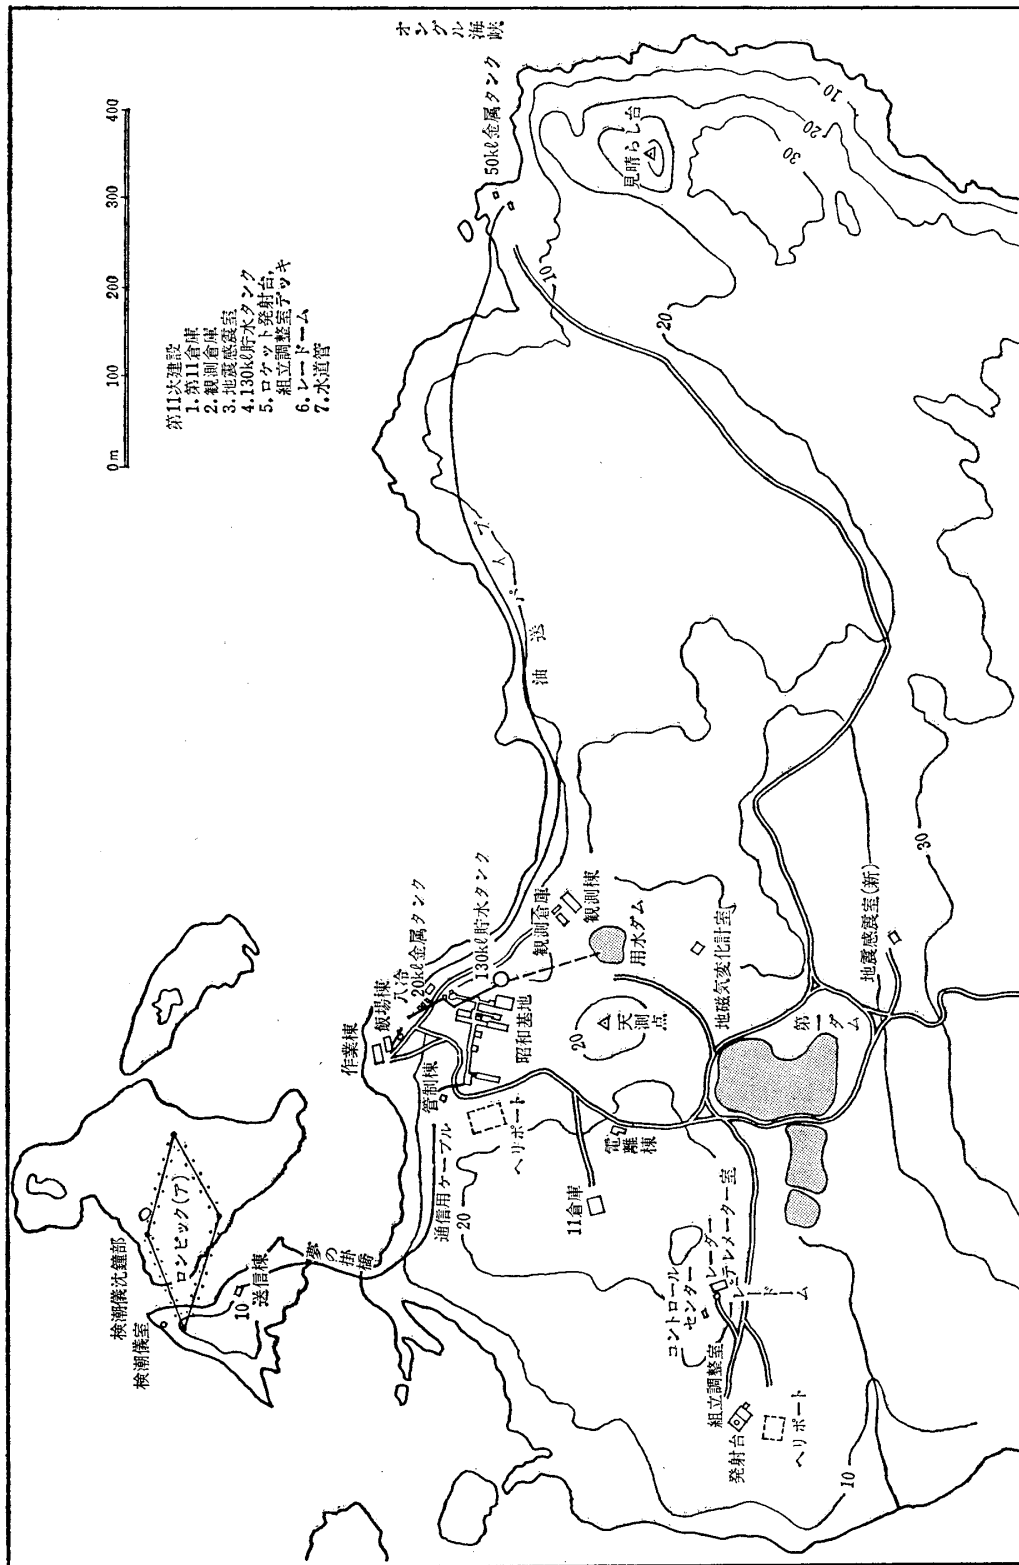 オングル海峡
0m 100 200 300 400
第11次建設
1. 第11倉庫
2. 観測倉庫
3. 地震感震室
4. 130kℓ貯水タンク
5. ロケット発射台,
組立調整室デッキ
6. レードーム
7. 水道管
50kℓ金属タンク
見晴らし台
10
20
30
10
20
送油パイプ
30
作業棟
飯場棟
八冷
20kℓ金属タンク
130kℓ貯水タンク
観測倉庫
観測棟
用水ダム
地磁気変化計室
地震感震室(新)
管制棟
昭和基地
20
天測点
第一ダム
検潮儀沈鐘部
検潮儀室
ロンビック(ア)
10
送信棟
夢の掛橋
通信用ケーブル
20
ヘリポート
11倉庫
電離棟
コントロールセンター
レーダーテレメーター室
レードーム
組立調整室
発射台
ヘリポート
10